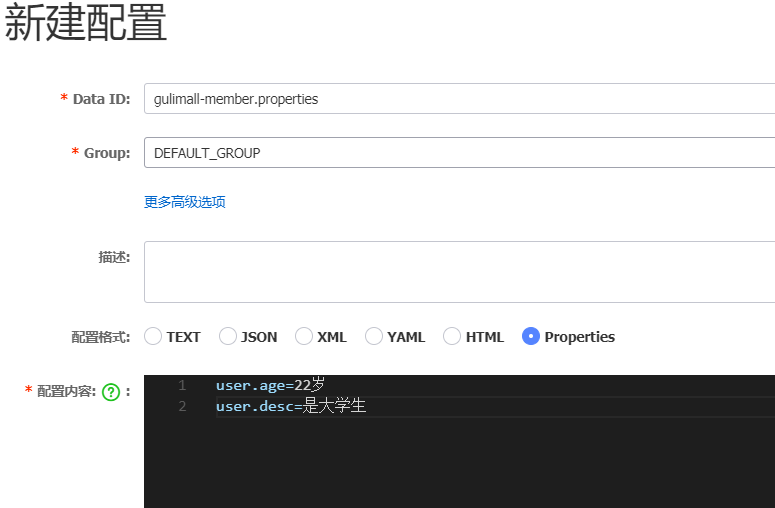 新建配置
* Data ID: gulimall-member.properties
* Group: DEFAULT_GROUP
更多高级选项
描述:
配置格式: TEXT JSON XML YAML HTML Properties
* 配置内容: ? :
1 user.age=22岁
2 user.desc=是大学生